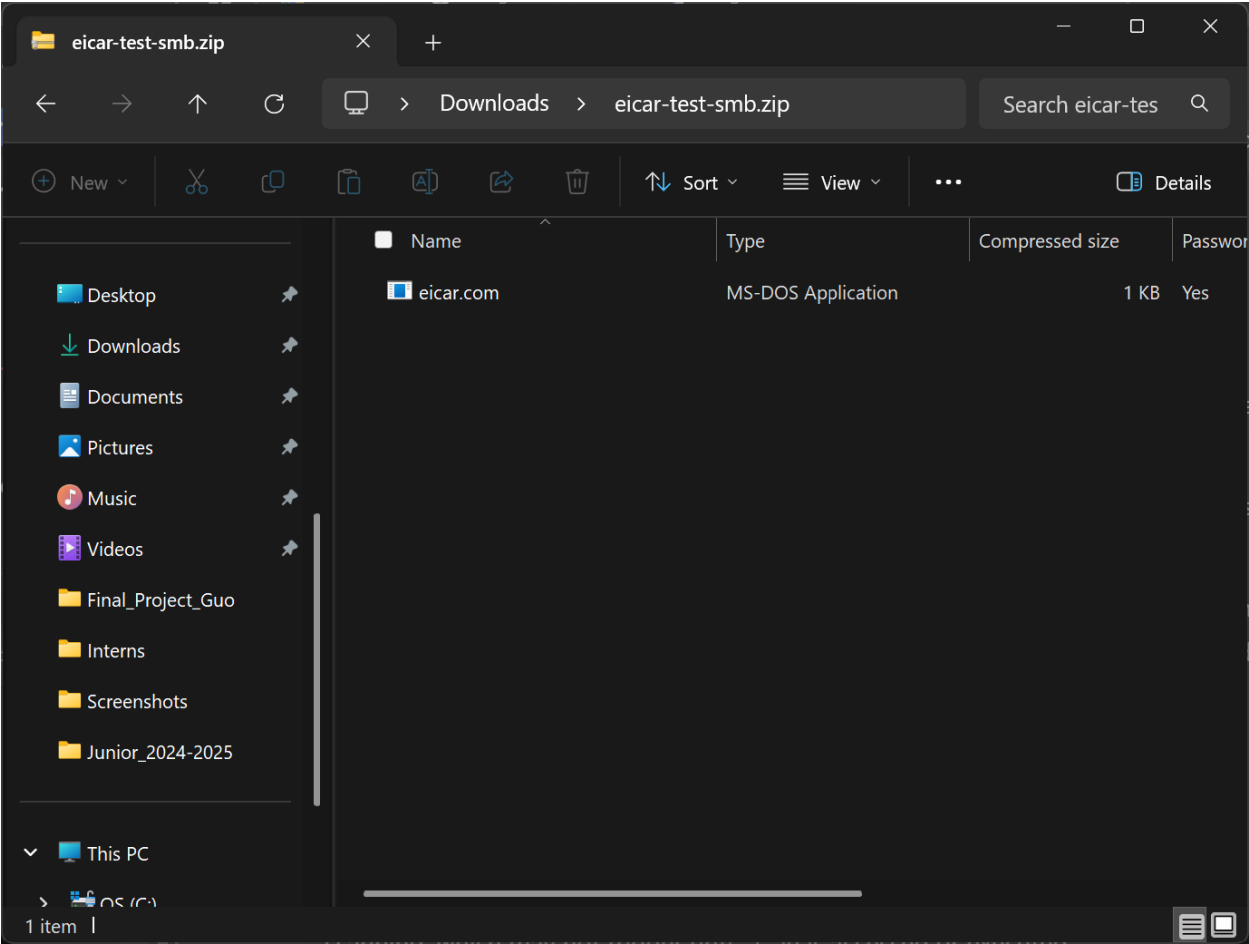 eicar-test-smb.zip
Downloads eicar-test-smb.zip Search eicar-tes
New Sort View Details
Name Type Compressed size Passwor
eicar.com MS-DOS Application 1 KB Yes
Desktop
Downloads
Documents
Pictures
Music
Videos
Final_Project_Guo
Interns
Screenshots
Junior_2024-2025
This PC
OS (C:)
1 item